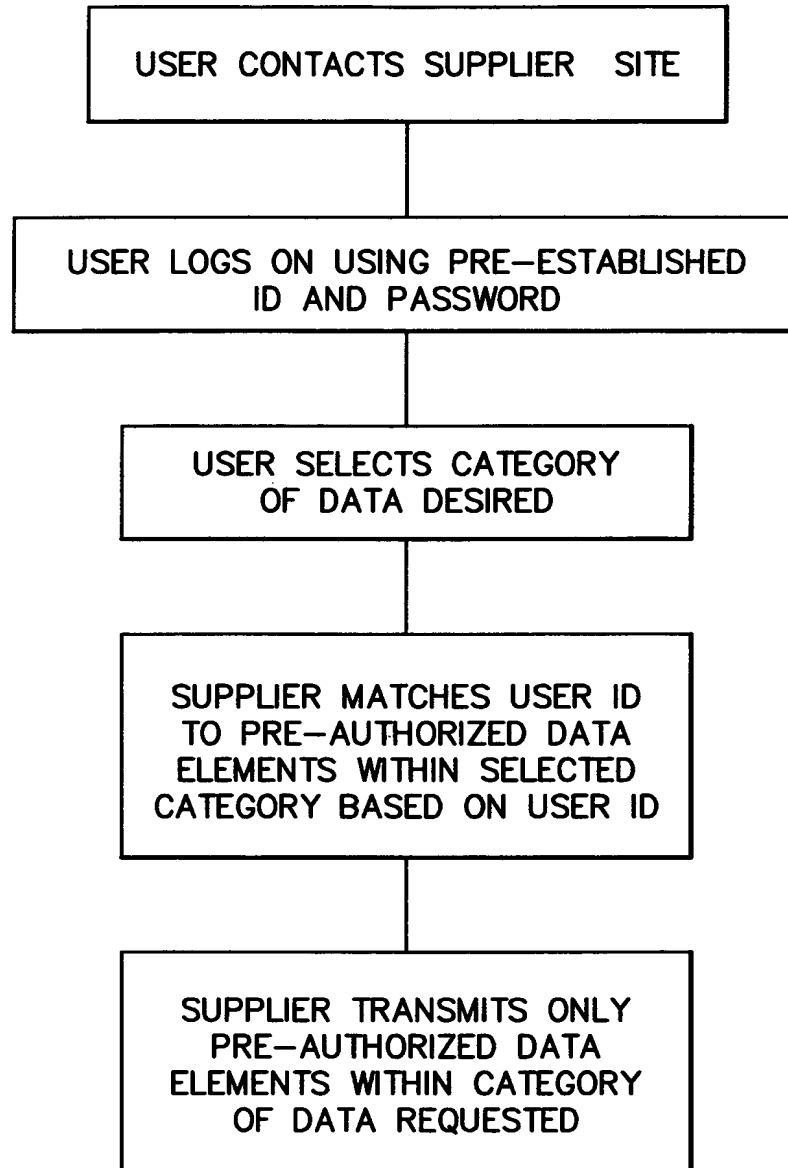 USER CONTACTS SUPPLIER SITE
USER LOGS ON USING PRE-ESTABLISHED
ID AND PASSWORD
USER SELECTS CATEGORY
OF DATA DESIRED
SUPPLIER MATCHES USER ID
TO PRE-AUTHORIZED DATA
ELEMENTS WITHIN SELECTED
CATEGORY BASED ON USER ID
SUPPLIER TRANSMITS ONLY
PRE-AUTHORIZED DATA
ELEMENTS WITHIN CATEGORY
OF DATA REQUESTED